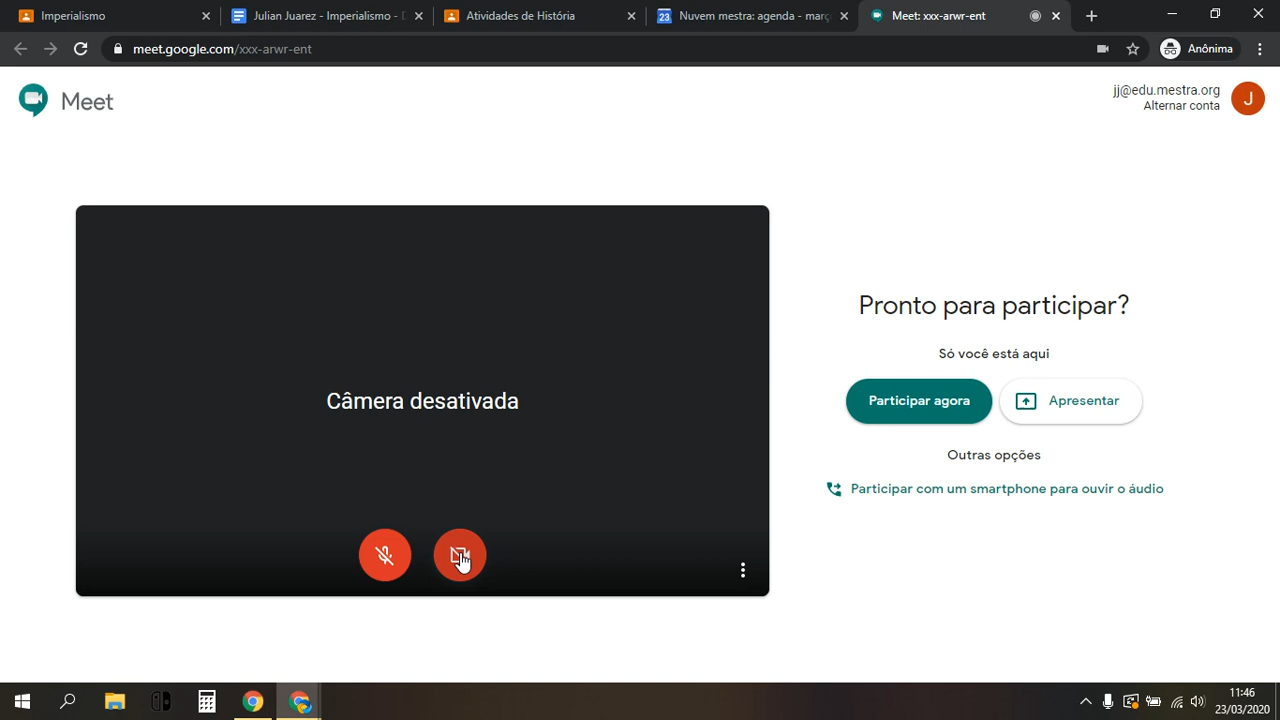 Imperialismo
Julian Juarez - Imperialismo -
Atividades de História
23
Nuvem mestra: agenda - març
Meet: xxx-arwr-ent
meet.google.com/xxx-arwr-ent
Anônima
Meet
jj@edu.mestra.org
Alternar conta
J
Câmera desativada
Pronto para participar?
Só você está aqui
Participar agora
Apresentar
Outras opções
Participar com um smartphone para ouvir o áudio
11:46
23/03/2020